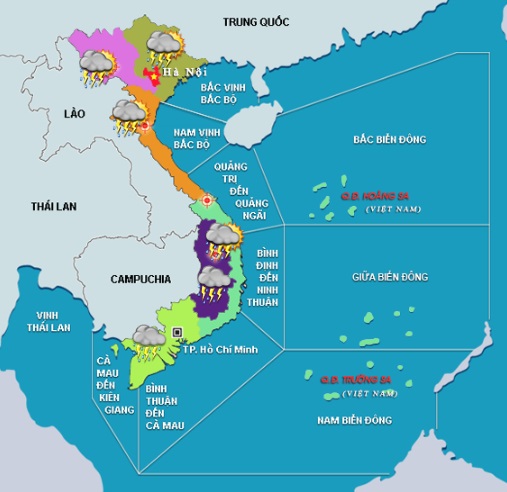 TRUNG QUỐC
Hà Nội
BẮC VỊNH
BẮC BỘ
LÀO
NAM VỊNH
BẮC BỘ
BẮC BIỂN ĐÔNG
QUẢNG
TRỊ
ĐẾN
QUẢNG
NGÃI
Q.Đ. HOÀNG SA
(VIỆT NAM)
THÁI LAN
CAMPUCHIA
BÌNH
ĐỊNH
ĐẾN
NINH
THUẬN
GIỮA BIỂN ĐÔNG
VỊNH
THÁI LAN
TP. Hồ Chí Minh
CÀ
MAU
ĐẾN
KIÊN
GIANG
BÌNH
THUẬN
ĐẾN
CÀ MAU
Q.Đ. TRƯỜNG SA
(VIỆT NAM)
NAM BIỂN ĐÔNG